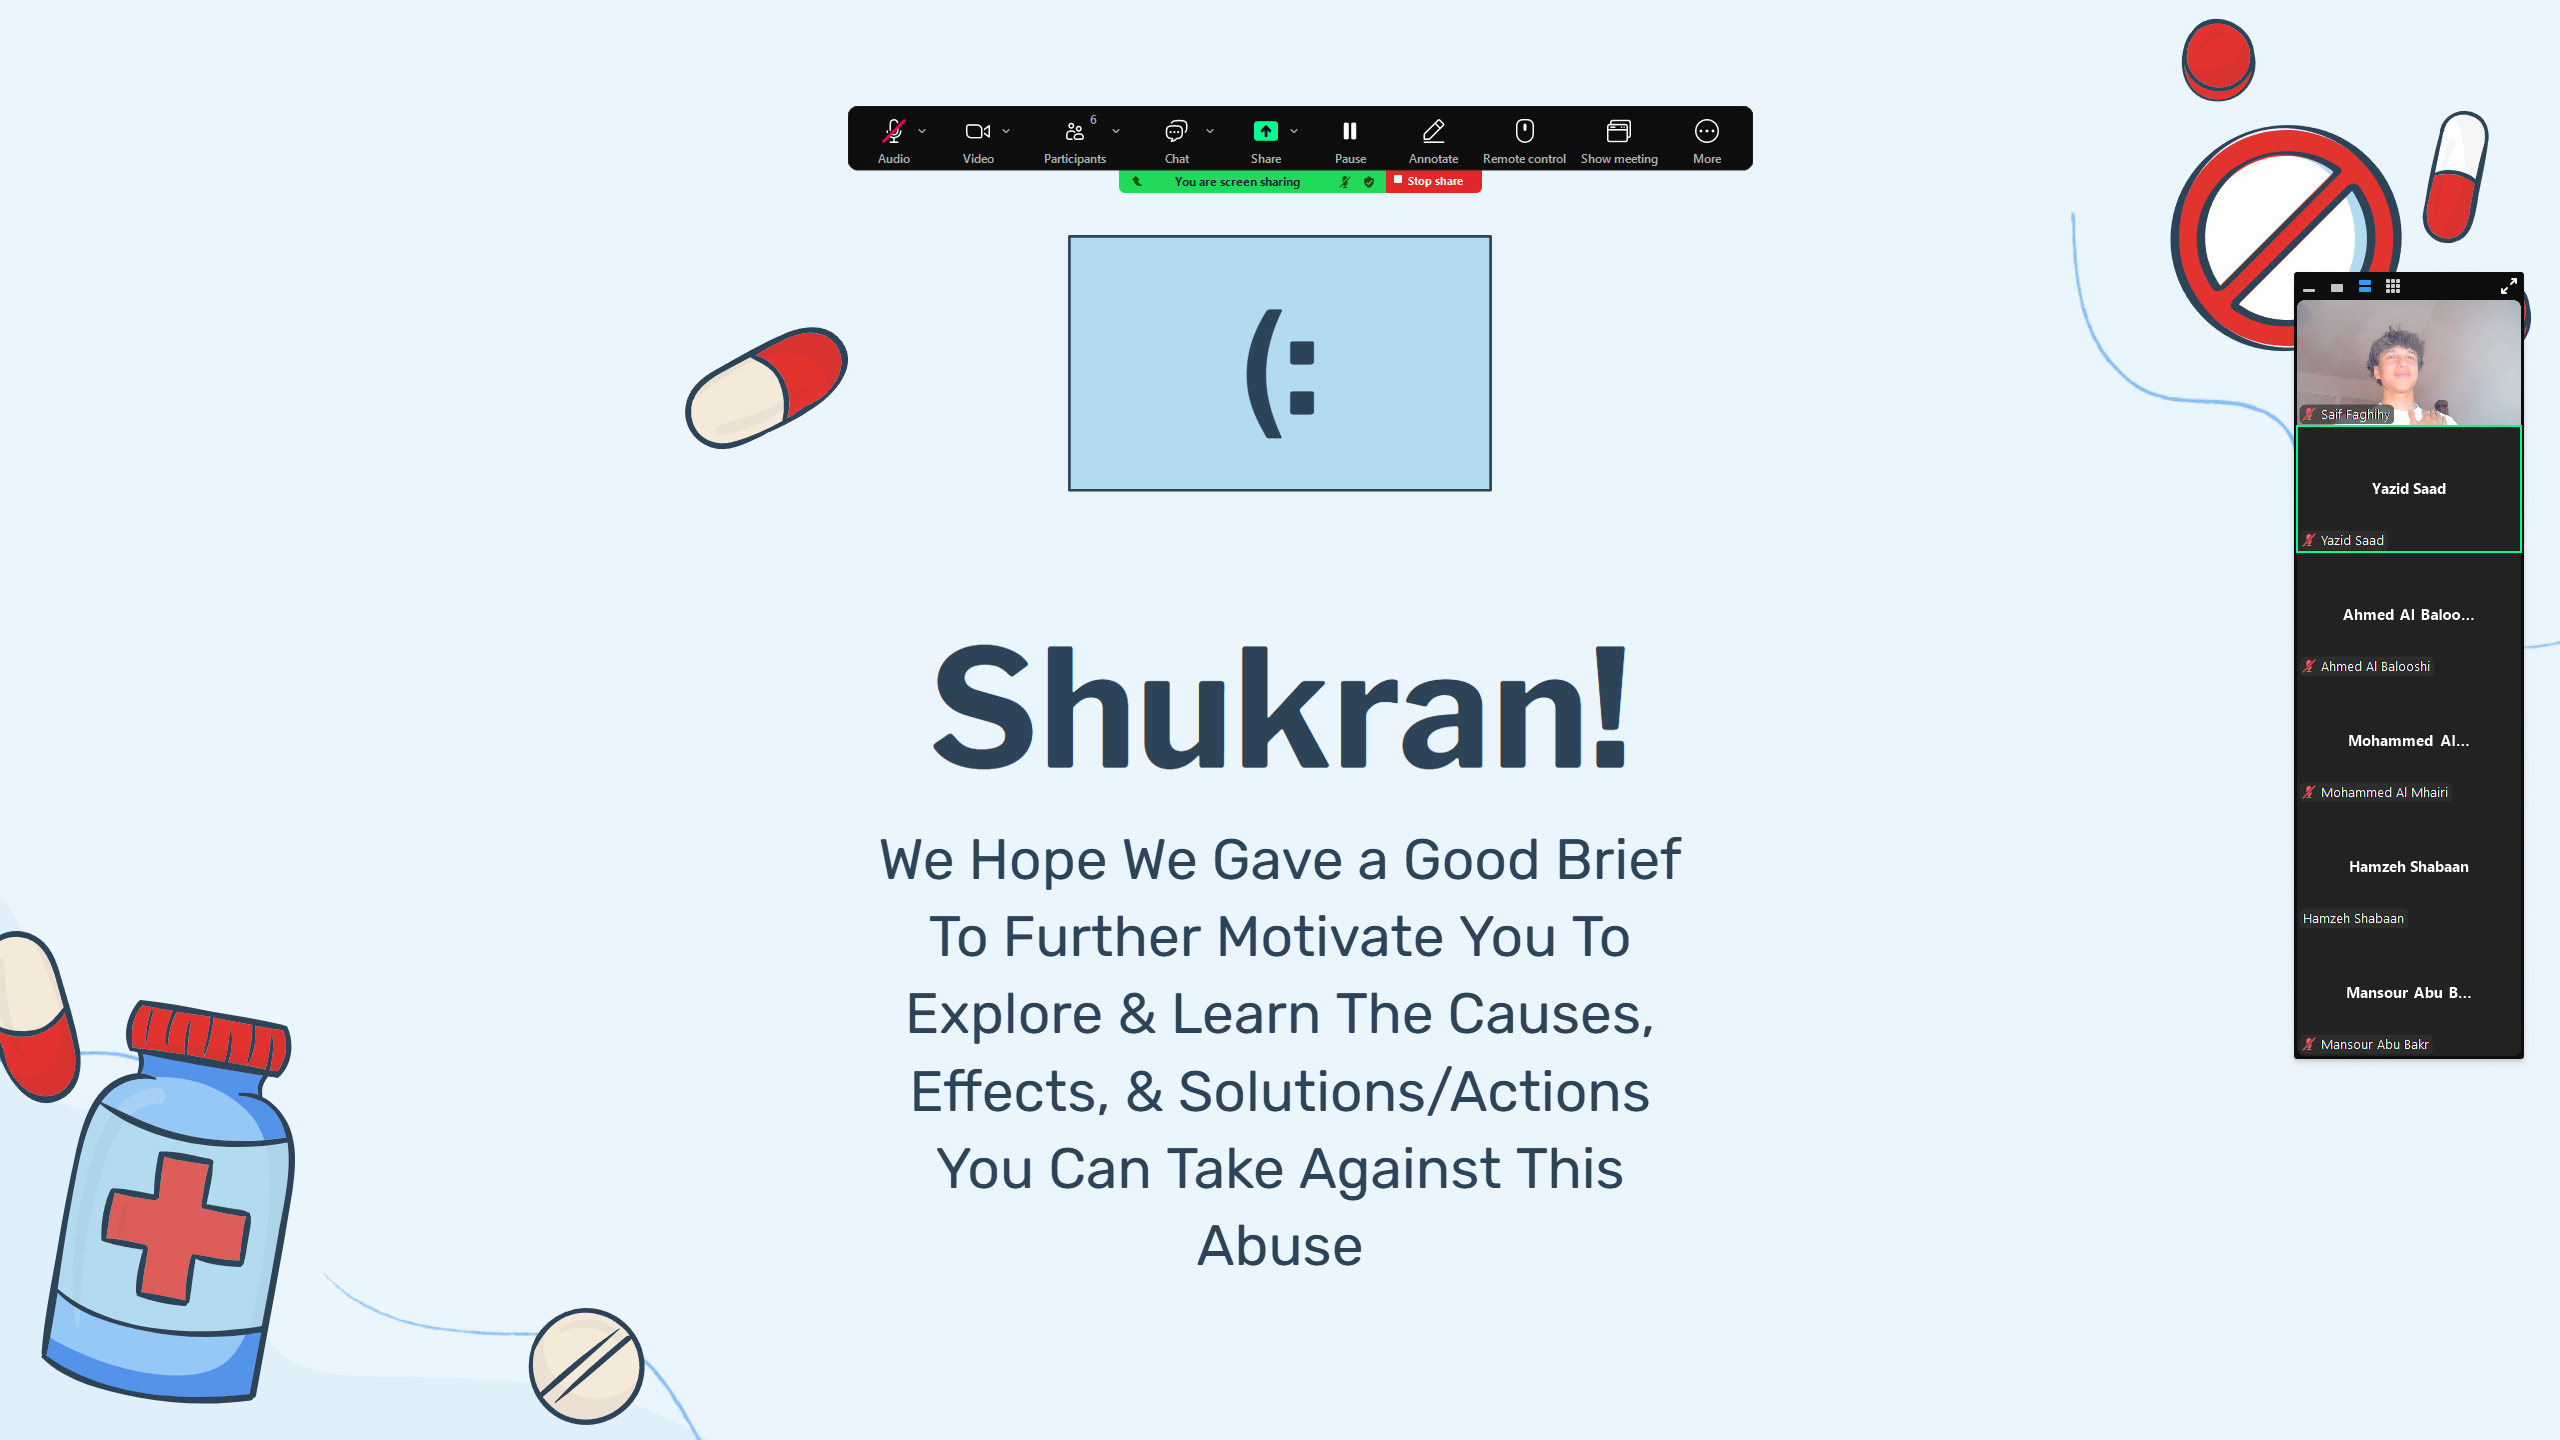 6
Audio
Video
Participants
Chat
Share
Pause
Annotate
Remote control
Show meeting
More
You are screen sharing
Stop share
(:
Shukran!
We Hope We Gave a Good Brief
To Further Motivate You To
Explore & Learn The Causes,
Effects, & Solutions/Actions
You Can Take Against This
Abuse
Saif Faghihy
Yazid Saad
Yazid Saad
Ahmed Al Baloo...
Ahmed Al Balooshi
Mohammed Al...
Mohammed Al Mhairi
Hamzeh Shabaan
Hamzeh Shabaan
Mansour Abu B...
Mansour Abu Bakr